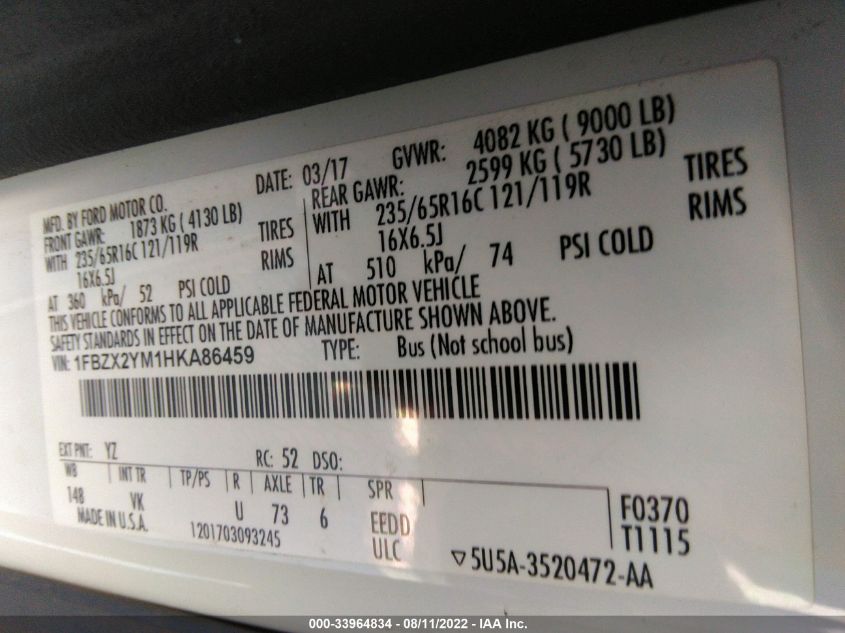 MFD. BY FORD MOTOR CO. DATE: 03/17 GVWR: 4082 KG ( 9000 LB)
FRONT GAWR: 1873 KG ( 4130 LB)
WITH 235/65R16C 121/119R TIRES
16X6.5J RIMS
AT 360 kPa/ 52 PSI COLD
REAR GAWR: 2599 KG ( 5730 LB)
WITH 235/65R16C 121/119R TIRES
16X6.5J RIMS
AT 510 kPa/ 74 PSI COLD
THIS VEHICLE CONFORMS TO ALL APPLICABLE FEDERAL MOTOR VEHICLE
SAFETY STANDARDS IN EFFECT ON THE DATE OF MANUFACTURE SHOWN ABOVE.
VIN: 1FBZX2YM1HKA86459 TYPE: Bus (Not school bus)
EXT PNT: YZ RC: 52 DSO:
WB INT TR TP/PS R AXLE TR SPR
148 VK U 73 6 EEDD F0370
MADE IN U.S.A. 1201703093245 ULC T1115
▽5U5A-3520472-AA
000-33964834 - 08/11/2022 - IAA Inc.